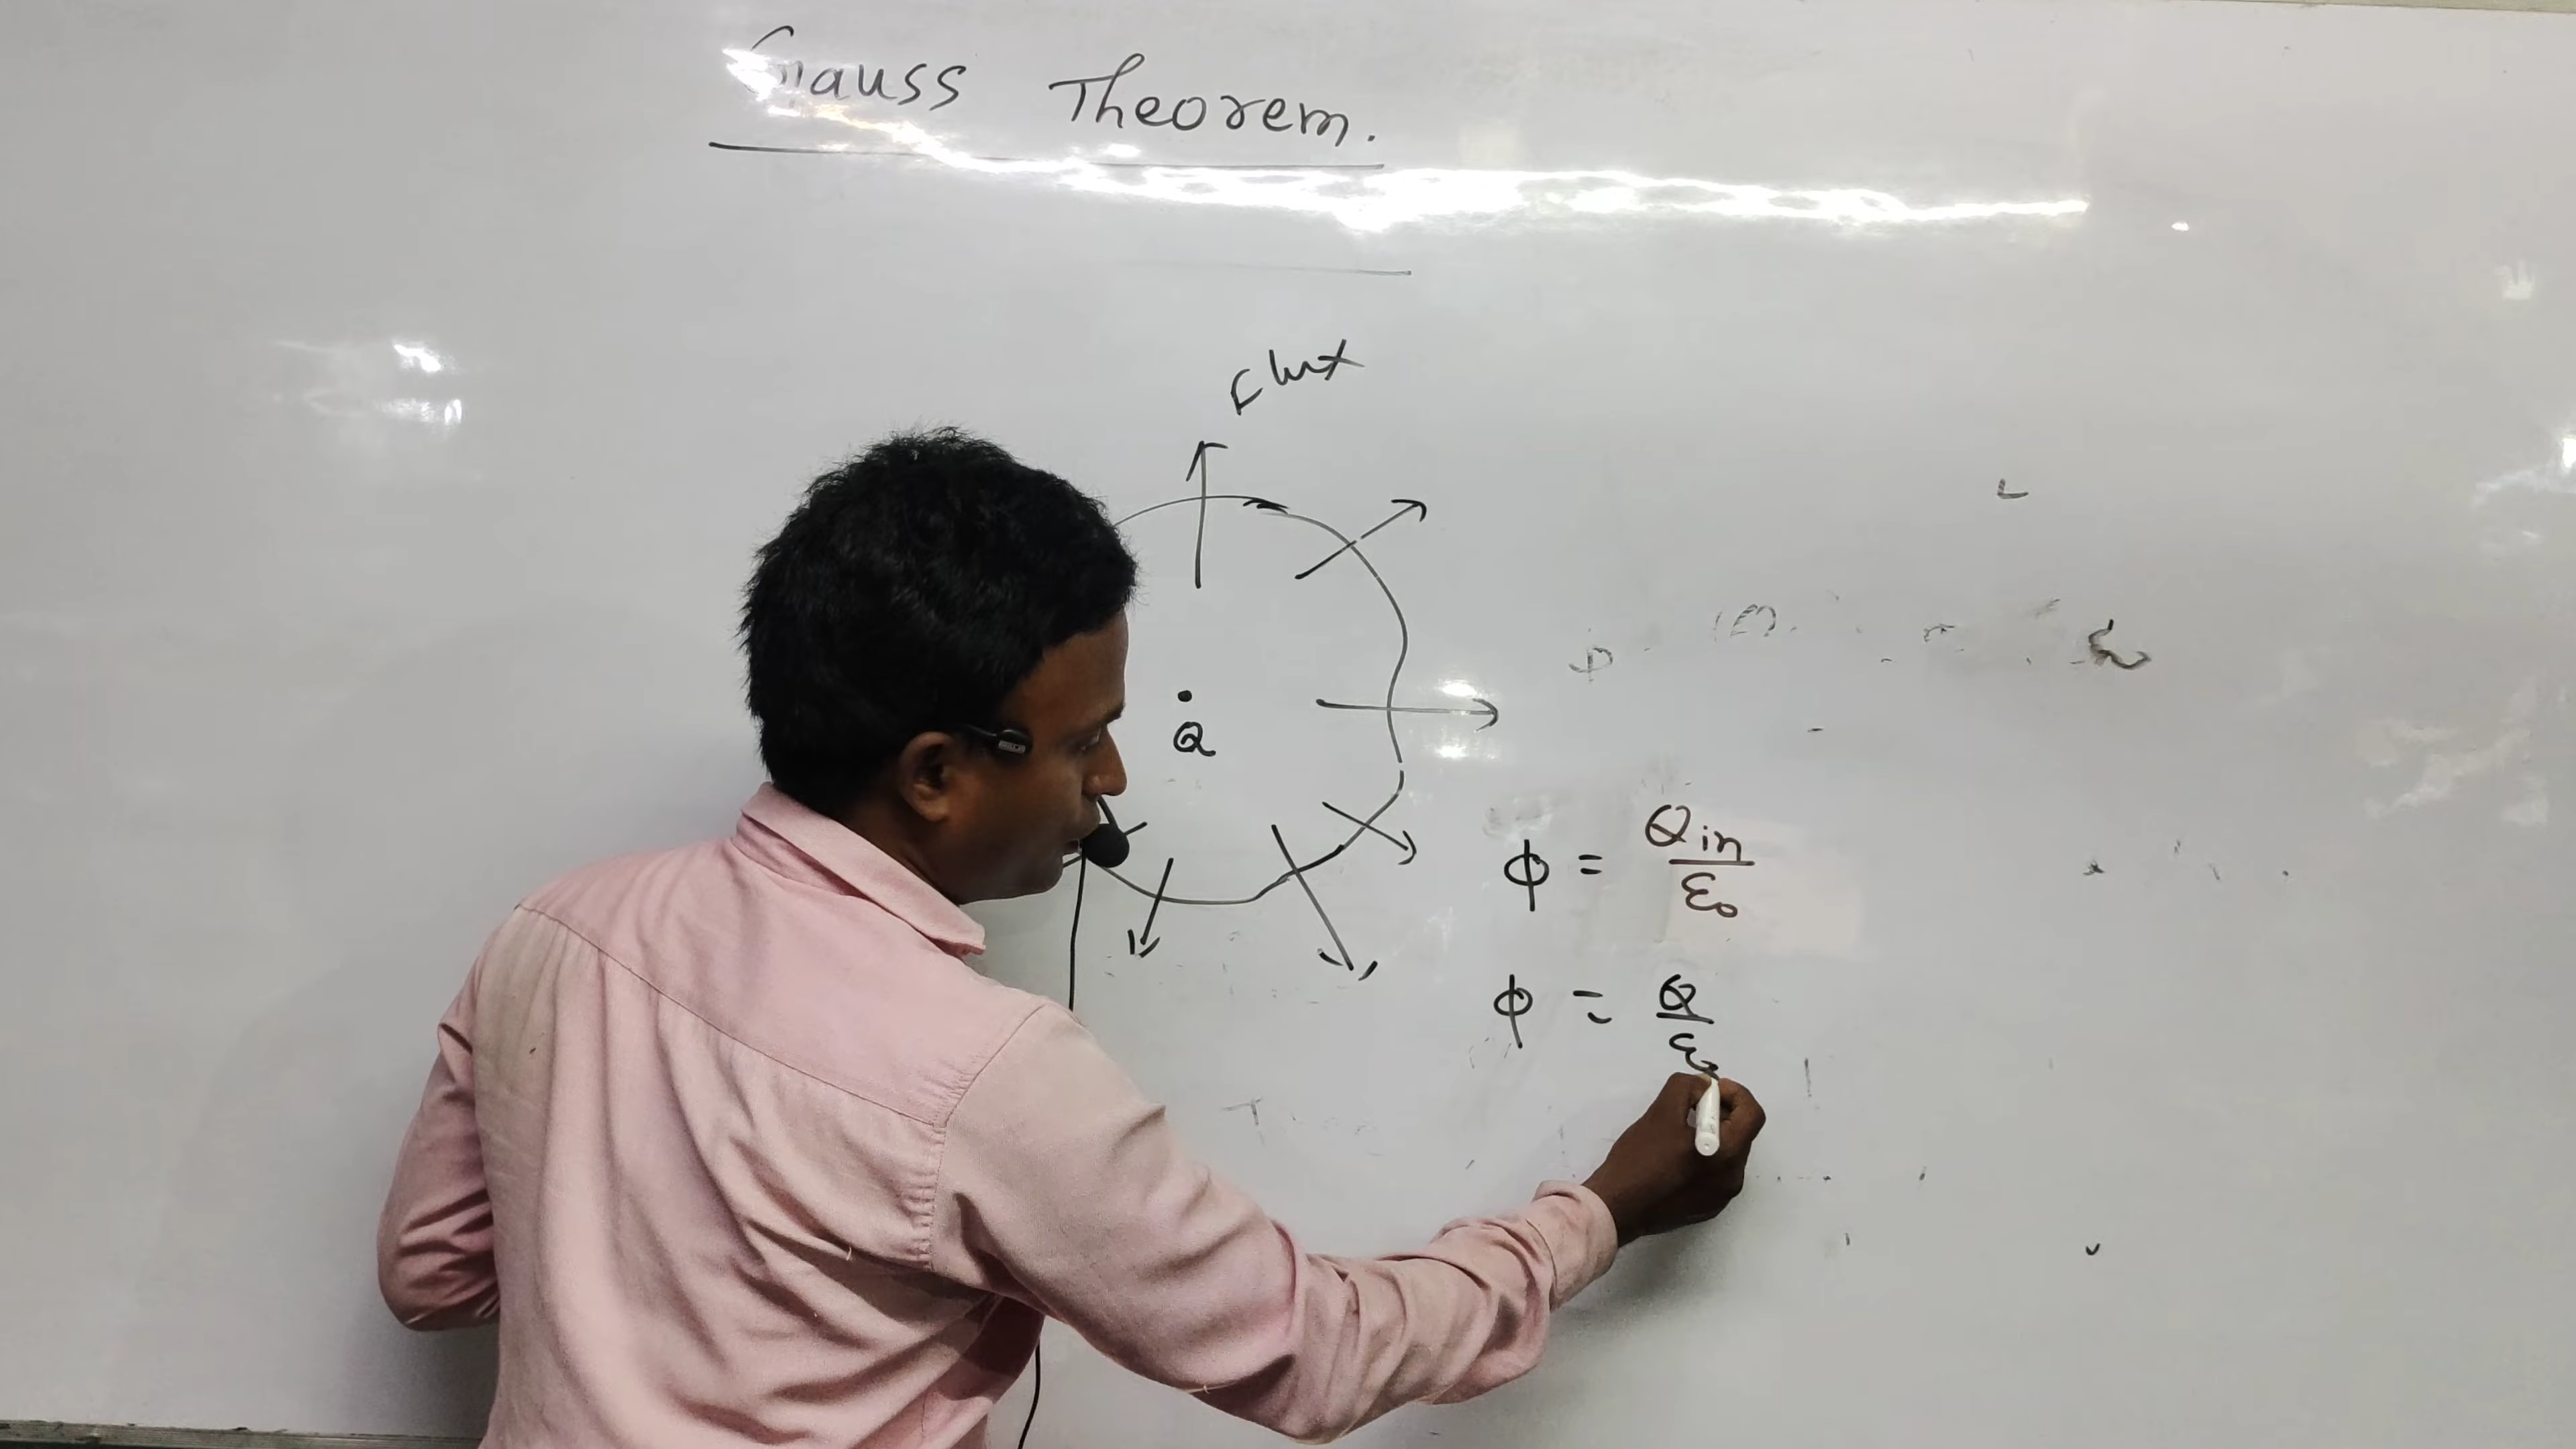 Gauss Theorem.
Flux
Q
ϕ = Qin/ε₀
ϕ = Q/ε₀